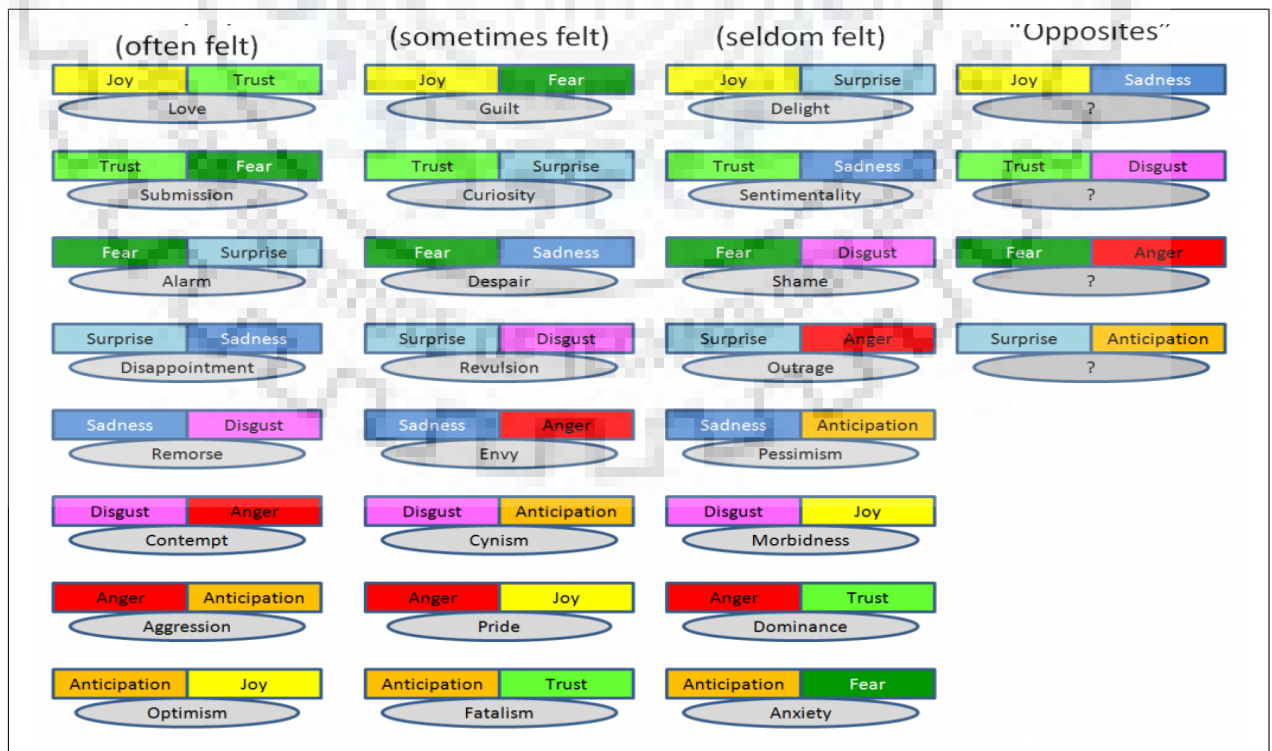 (often felt) (sometimes felt) (seldom felt) "Opposites"
Joy Trust Joy Fear Joy Surprise Joy Sadness
Love Guilt Delight ?
Trust Fear Trust Surprise Trust Sadness Trust Disgust
Submission Curiosity Sentimentality ?
Fear Surprise Fear Sadness Fear Disgust Fear Anger
Alarm Despair Shame ?
Surprise Sadness Surprise Disgust Surprise Anger Surprise Anticipation
Disappointment Revulsion Outrage ?
Sadness Disgust Sadness Anger Sadness Anticipation
Remorse Envy Pessimism
Disgust Anger Disgust Anticipation Disgust Joy
Contempt Cynism Morbidness
Anger Anticipation Anger Joy Anger Trust
Aggression Pride Dominance
Anticipation Joy Anticipation Trust Anticipation Fear
Optimism Fatalism Anxiety